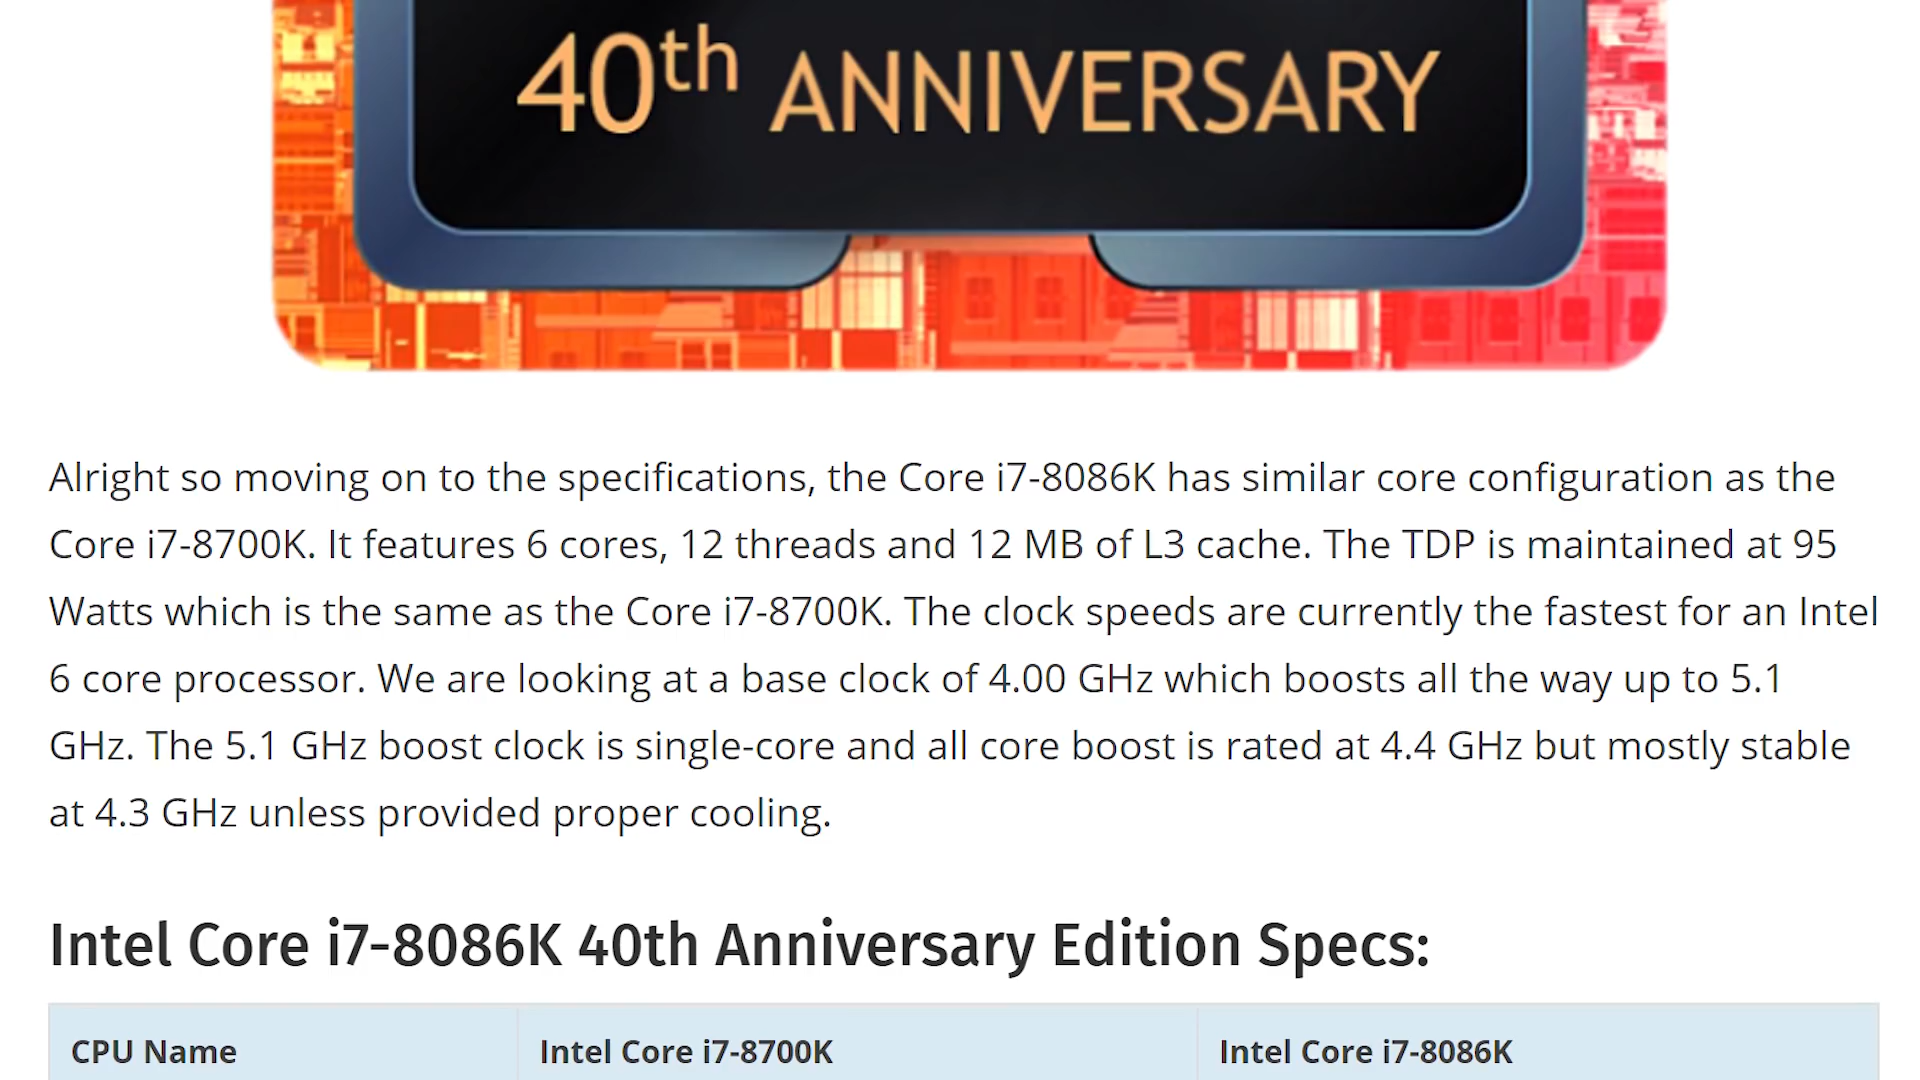 40th ANNIVERSARY
Alright so moving on to the specifications, the Core i7-8086K has similar core configuration as the
Core i7-8700K. It features 6 cores, 12 threads and 12 MB of L3 cache. The TDP is maintained at 95
Watts which is the same as the Core i7-8700K. The clock speeds are currently the fastest for an Intel
6 core processor. We are looking at a base clock of 4.00 GHz which boosts all the way up to 5.1
GHz. The 5.1 GHz boost clock is single-core and all core boost is rated at 4.4 GHz but mostly stable
at 4.3 GHz unless provided proper cooling.
Intel Core i7-8086K 40th Anniversary Edition Specs:
CPU Name Intel Core i7-8700K Intel Core i7-8086K